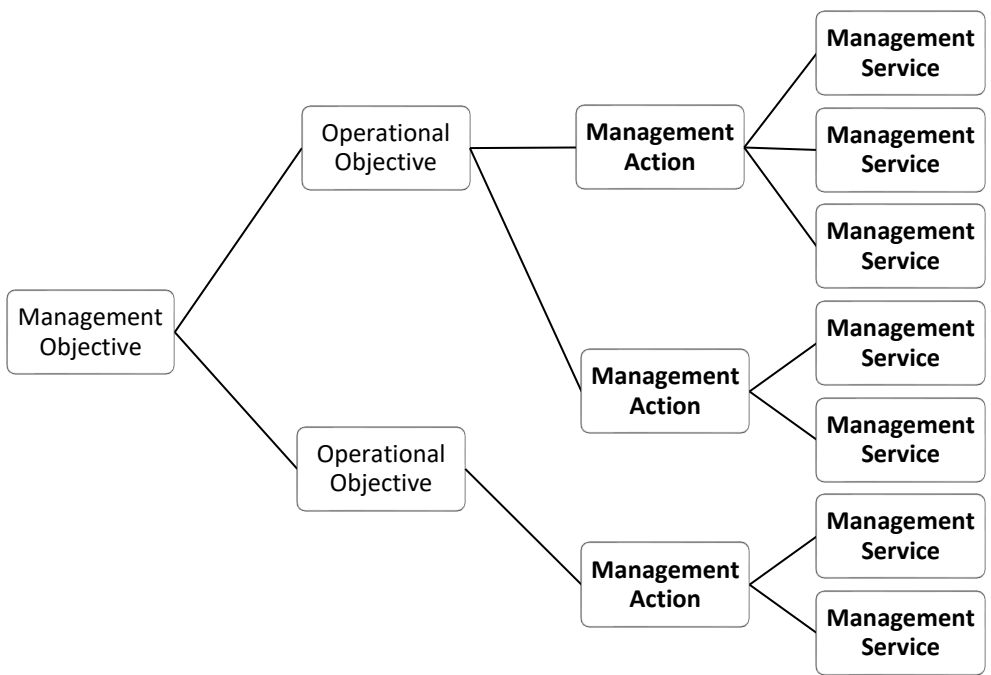 Management
Objective
Operational
Objective
Operational
Objective
Management
Action
Management
Action
Management
Action
Management
Service
Management
Service
Management
Service
Management
Service
Management
Service
Management
Service
Management
Service